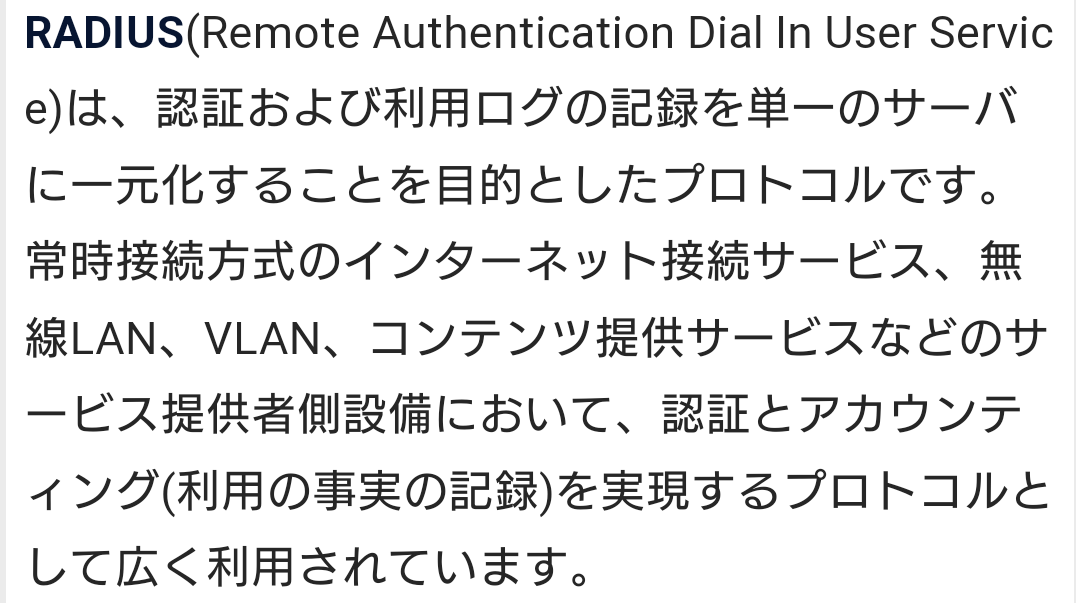 RADIUS(Remote Authentication Dial In User Servic
e)は、認証および利用ログの記録を単一のサーバ
に一元化することを目的としたプロトコルです。
常時接続方式のインターネット接続サービス、無
線LAN、VLAN、コンテンツ提供サービスなどのサ
ービス提供者側設備において、認証とアカウンテ
ィング(利用の事実の記録)を実現するプロトコルと
して広く利用されています。